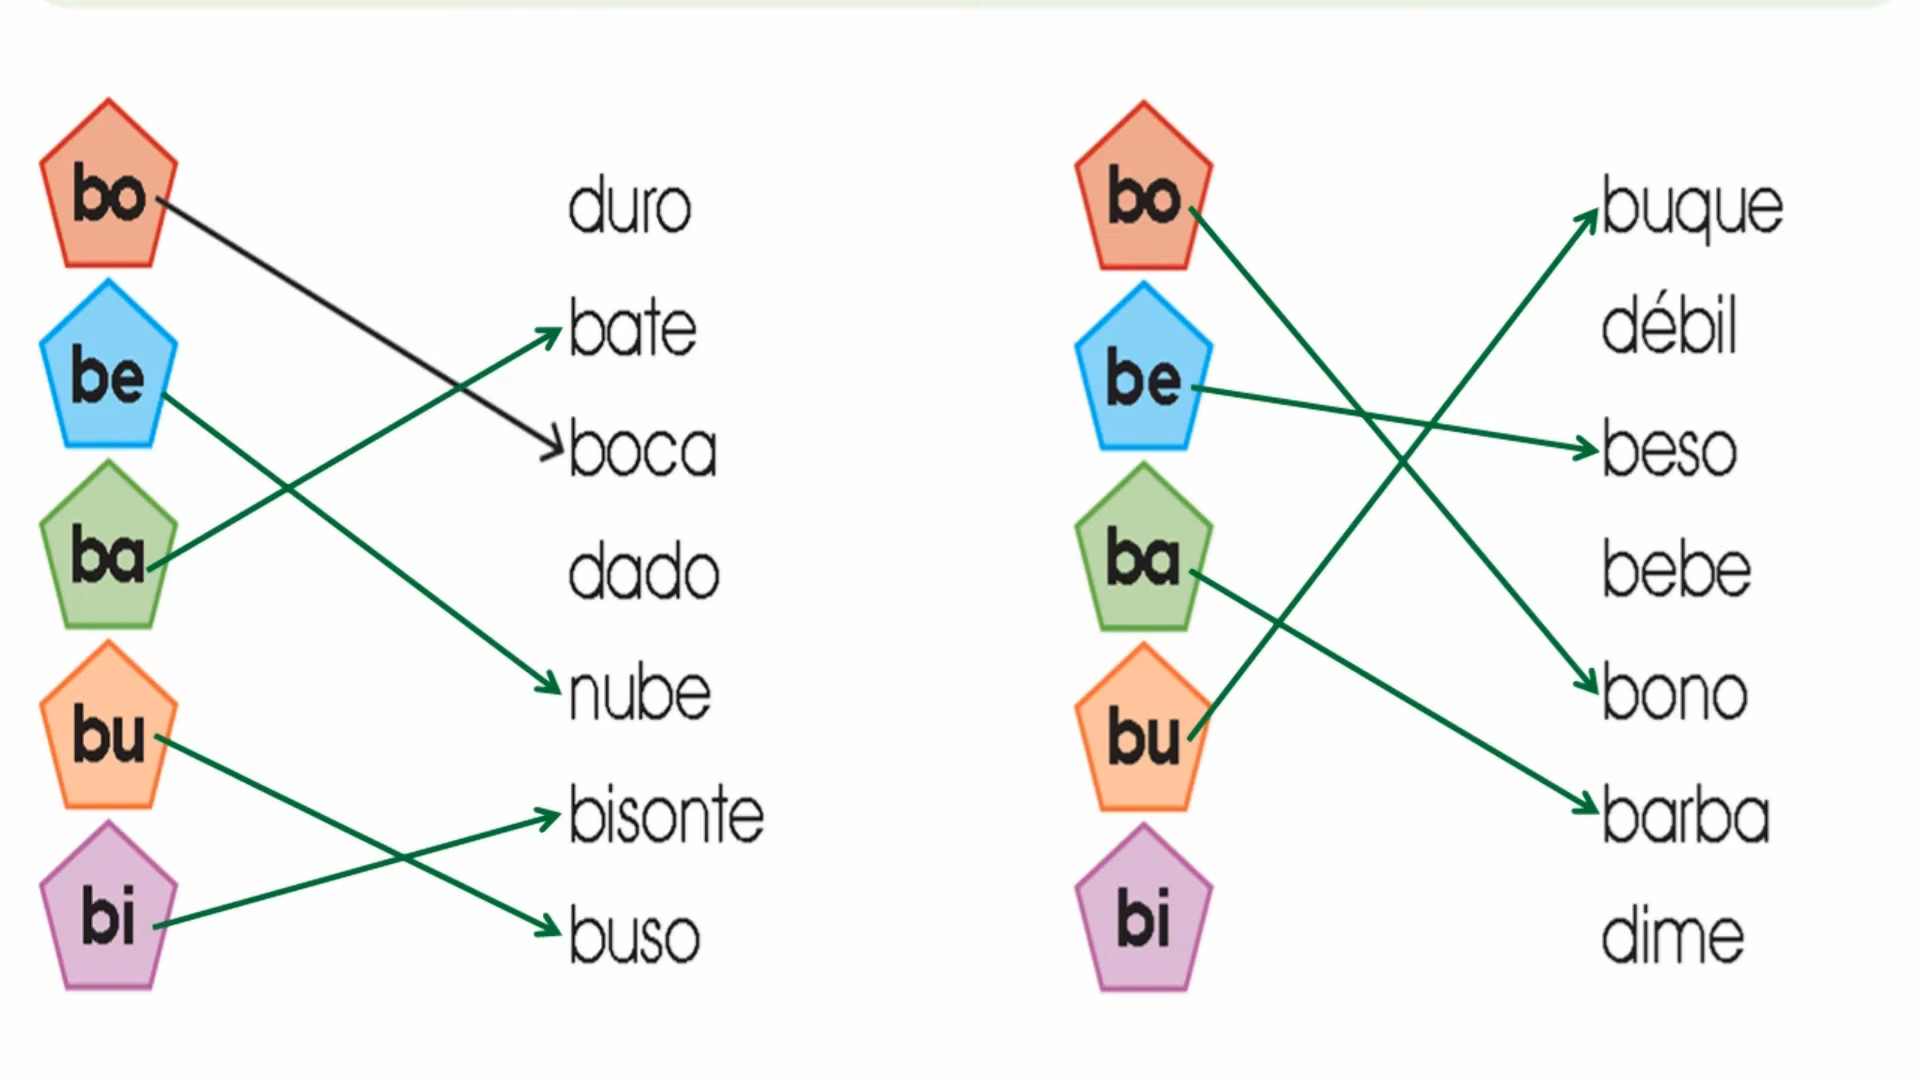 bo
be
ba
bu
bi
duro
bate
boca
dado
nube
bisonte
buso
bo
be
ba
bu
bi
buque
débil
beso
bebe
bono
barba
dime